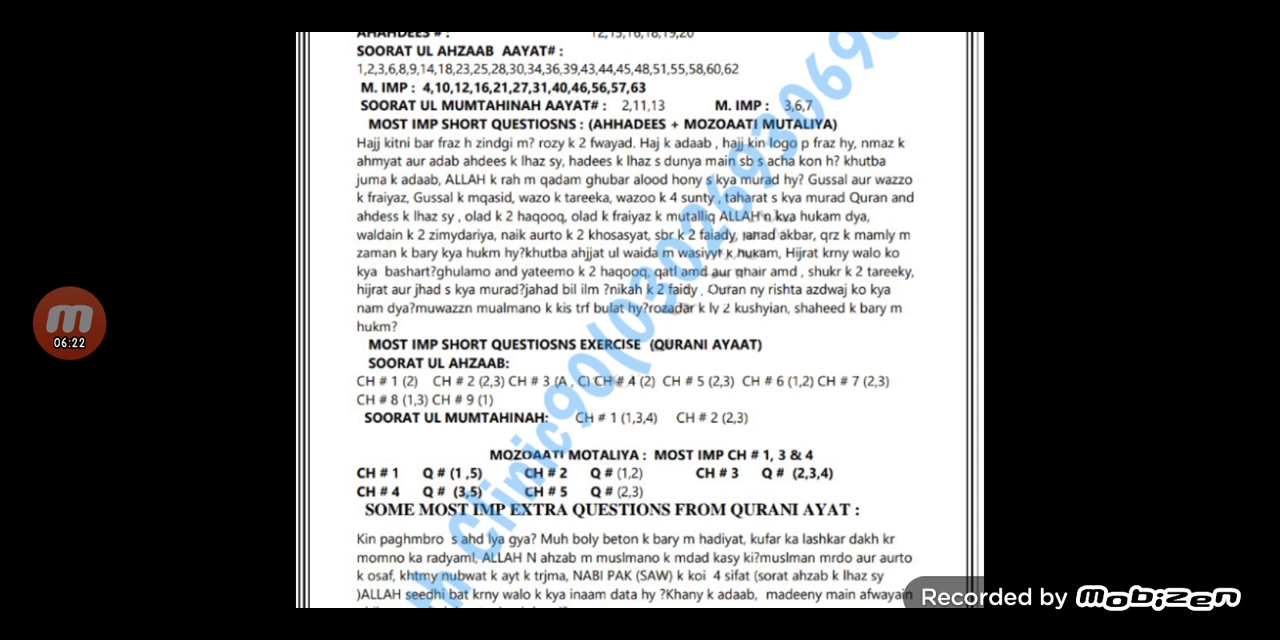 AHAHDEES # : 12,15,16,18,19,20
SOORAT UL AHZAAB AAYAT# :
1,2,3,6,8,9,14,18,23,25,28,30,34,36,39,43,44,45,48,51,55,58,60,62
M. IMP : 4,10,12,16,21,27,31,40,46,56,57,63
SOORAT UL MUMTAHINAH AAYAT# : 2,11,13 M. IMP : 3,6,7
MOST IMP SHORT QUESTIOSNS : (AHHADEES + MOZOAATI MUTALIYA)
Hajj kitni bar fraz h zindgi m? rozy k 2 fwayad. Haj k adaab , hajj kin logo p fraz hy, nmaz k
ahmyat aur adab ahdees k lhaz sy, hadees k lhaz s dunya main sb s acha kon h? khutba
juma k adaab, ALLAH k rah m qadam ghubar alood hony s kya murad hy? Gussal aur wazzo
k fraiyaz, Gussal k mqasid, wazo k tareeka, wazoo k 4 sunty , taharat s kya murad Quran and
ahdess k lhaz sy , olad k 2 haqooq, olad k fraiyaz k mutalliq ALLAH n kya hukam dya,
waldain k 2 zimydariya, naik aurto k 2 khosasyat, sbr k 2 faiady, jahad akbar, qrz k mamly m
zaman k bary kya hukm hy?khutba ahjjat ul waida m wasiyyt k hukam, Hijrat krny walo ko
kya bashart?ghulamo and yateemo k 2 haqooq, qatl amd aur ghair amd , shukr k 2 tareeky,
hijrat aur jhad s kya murad?jahad bil ilm ?nikah k 2 faidy , Quran ny rishta azdwaj ko kya
nam dya?muwazzn mualmano k kis trf bulat hy?rozadar k ly 2 kushyian, shaheed k bary m
hukm?
MOST IMP SHORT QUESTIOSNS EXERCISE (QURANI AYAAT)
SOORAT UL AHZAAB:
CH # 1 (2) CH # 2 (2,3) CH # 3 (A , C) CH # 4 (2) CH # 5 (2,3) CH # 6 (1,2) CH # 7 (2,3)
CH # 8 (1,3) CH # 9 (1)
SOORAT UL MUMTAHINAH: CH # 1 (1,3,4) CH # 2 (2,3)
MOZOAATI MOTALIYA : MOST IMP CH # 1, 3 & 4
CH # 1 Q # (1 ,5) CH # 2 Q # (1,2) CH # 3 Q # (2,3,4)
CH # 4 Q # (3,5) CH # 5 Q # (2,3)
SOME MOST IMP EXTRA QUESTIONS FROM QURANI AYAT :
Kin paghmbro s ahd lya gya? Muh boly beton k bary m hadiyat, kufar ka lashkar dakh kr
momno ka radyaml, ALLAH N ahzab m muslmano k mdad kasy ki?muslman mrdo aur aurto
k osaf, khtmy nubwat k ayt k trjma, NABI PAK (SAW) k koi 4 sifat (sorat ahzab k lhaz sy
)ALLAH seedhi bat krny walo k kya inaam data hy ?Khany k adaab, madeeny main afwayain
h Clinic90(0302693069
06:22
Recorded by mobizen